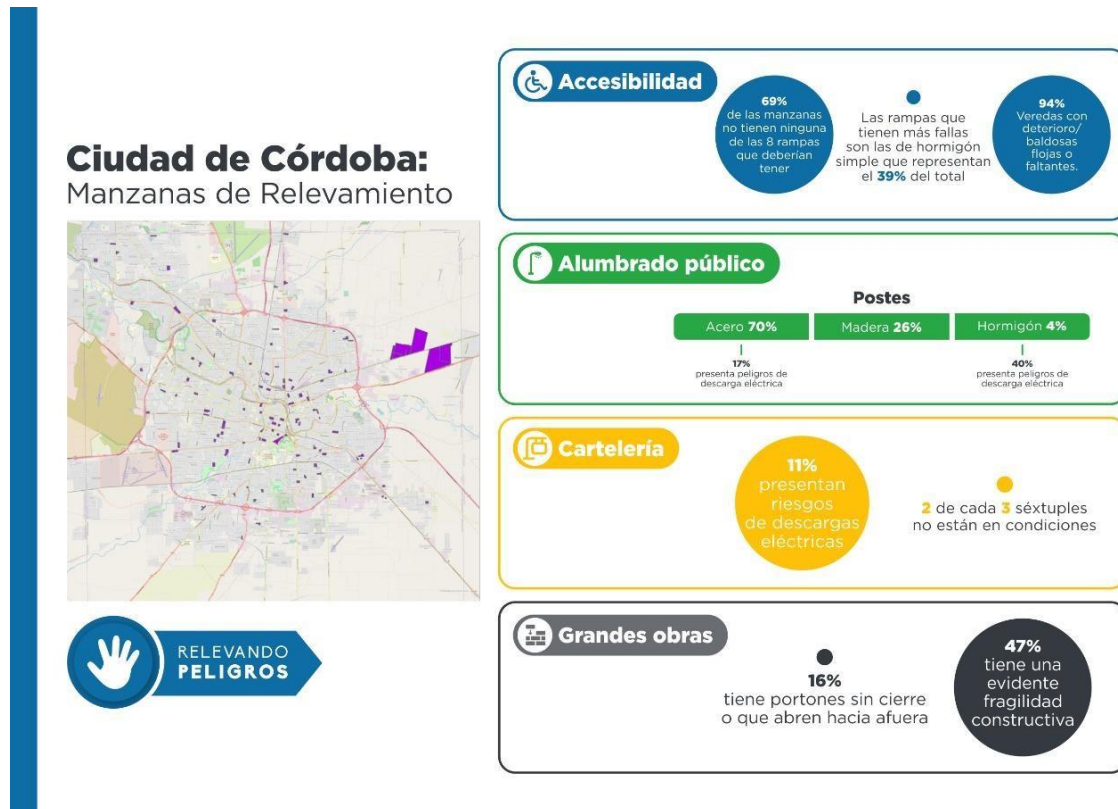 Ciudad de Córdoba:
Manzanas de Relevamiento
RELEVANDO
PELIGROS
Accesibilidad
69%
de las manzanas
no tienen ninguna
de las 8 rampas
que deberían
tener
Las rampas que
tienen más fallas
son las de hormigón
simple que representan
el 39% del total
94%
Veredas con
deterioro/
baldosas
flojas o
faltantes.
Alumbrado público
Postes
Acero 70%
Madera 26%
Hormigón 4%
17%
presenta peligros de
descarga eléctrica
40%
presenta peligros de
descarga eléctrica
Cartelería
11%
presentan
riesgos
de descargas
eléctricas
2 de cada 3 séxtuples
no están en condiciones
Grandes obras
16%
tiene portones sin cierre
o que abren hacia afuera
47%
tiene una
evidente
fragilidad
constructiva